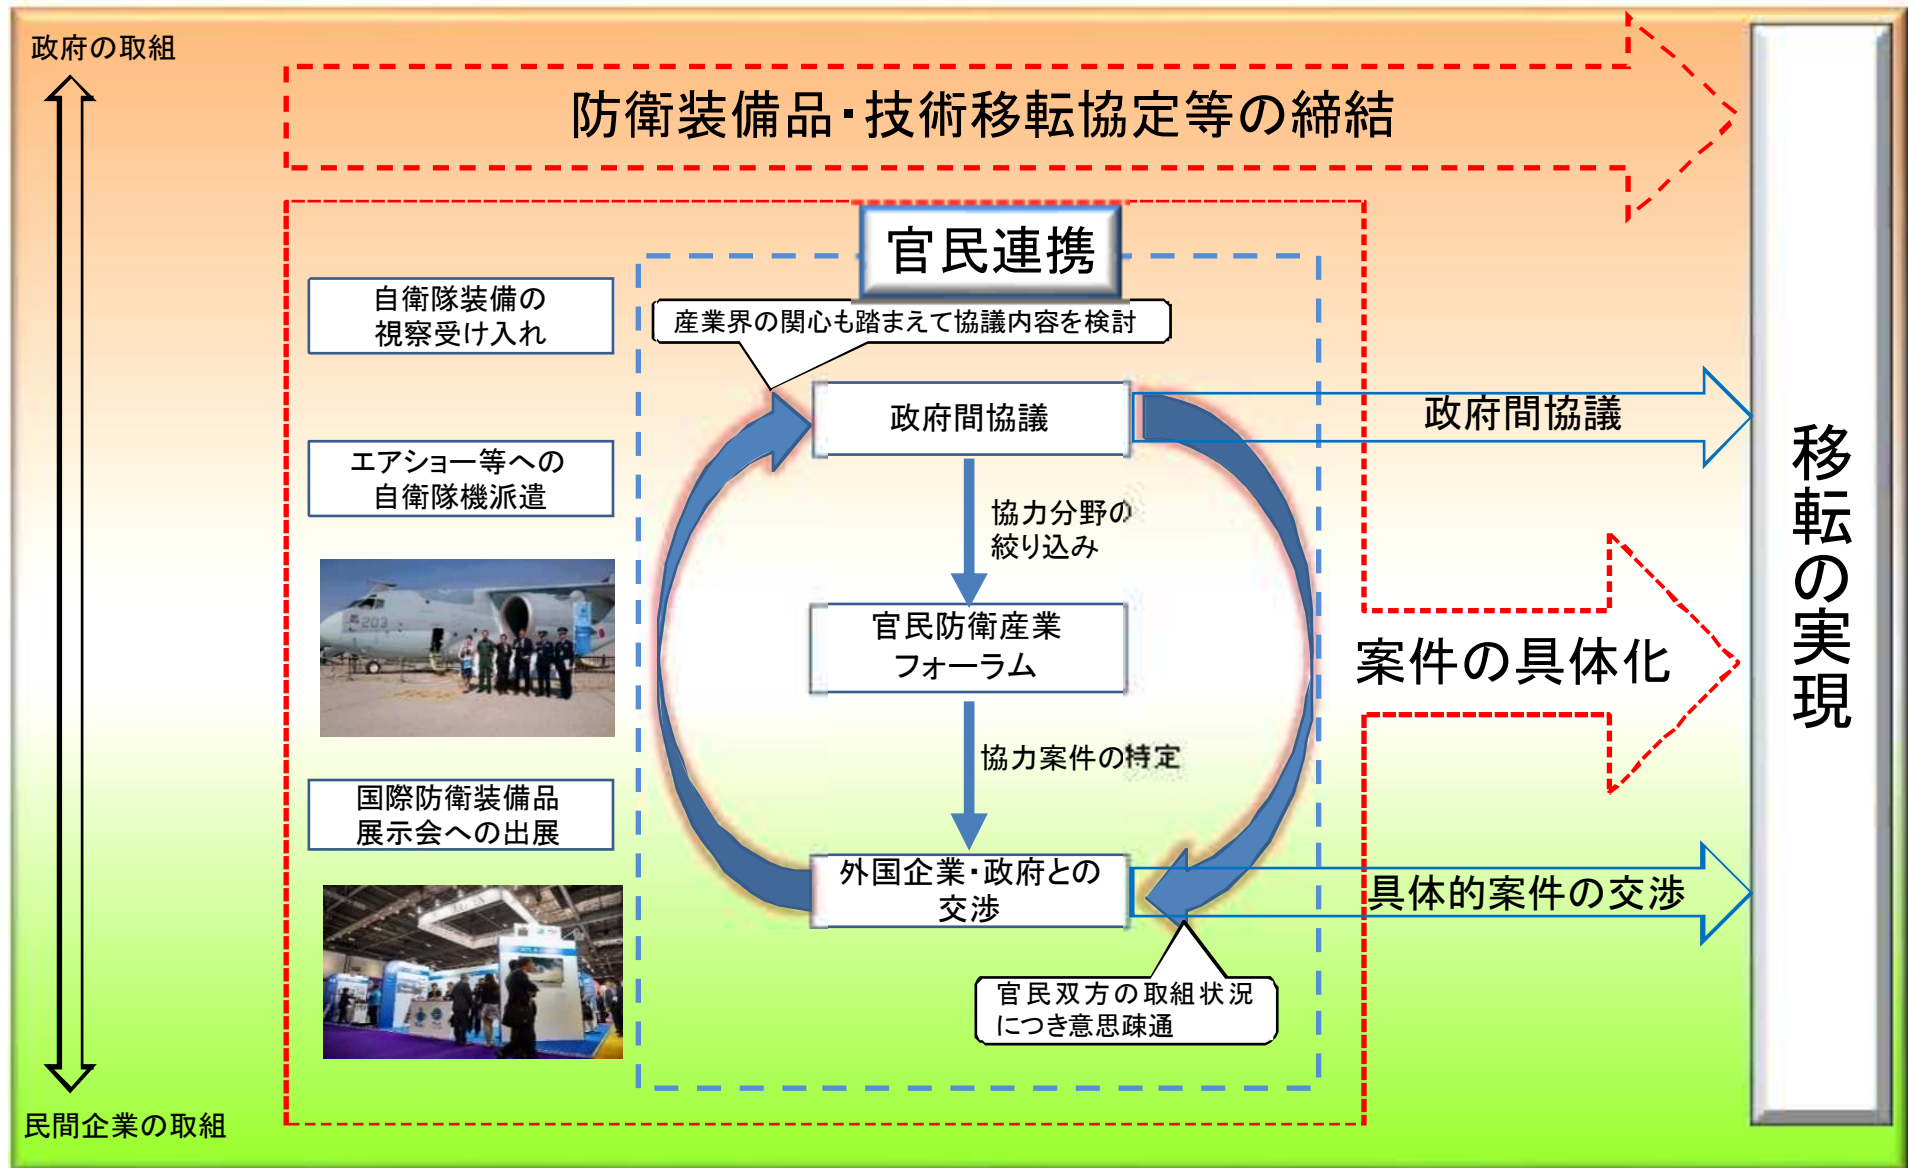 政府の取組
防衛装備品・技術移転協定等の締結
官民連携
自衛隊装備の
視察受け入れ
産業界の関心も踏まえて協議内容を検討
政府間協議
政府間協議
エアショー等への
自衛隊機派遣
協力分野の
絞り込み
203
官民防衛産業
フォーラム
案件の具体化
移転の実現
協力案件の特定
国際防衛装備品
展示会への出展
外国企業・政府との
交渉
具体的案件の交渉
官民双方の取組状況
につき意思疎通
民間企業の取組